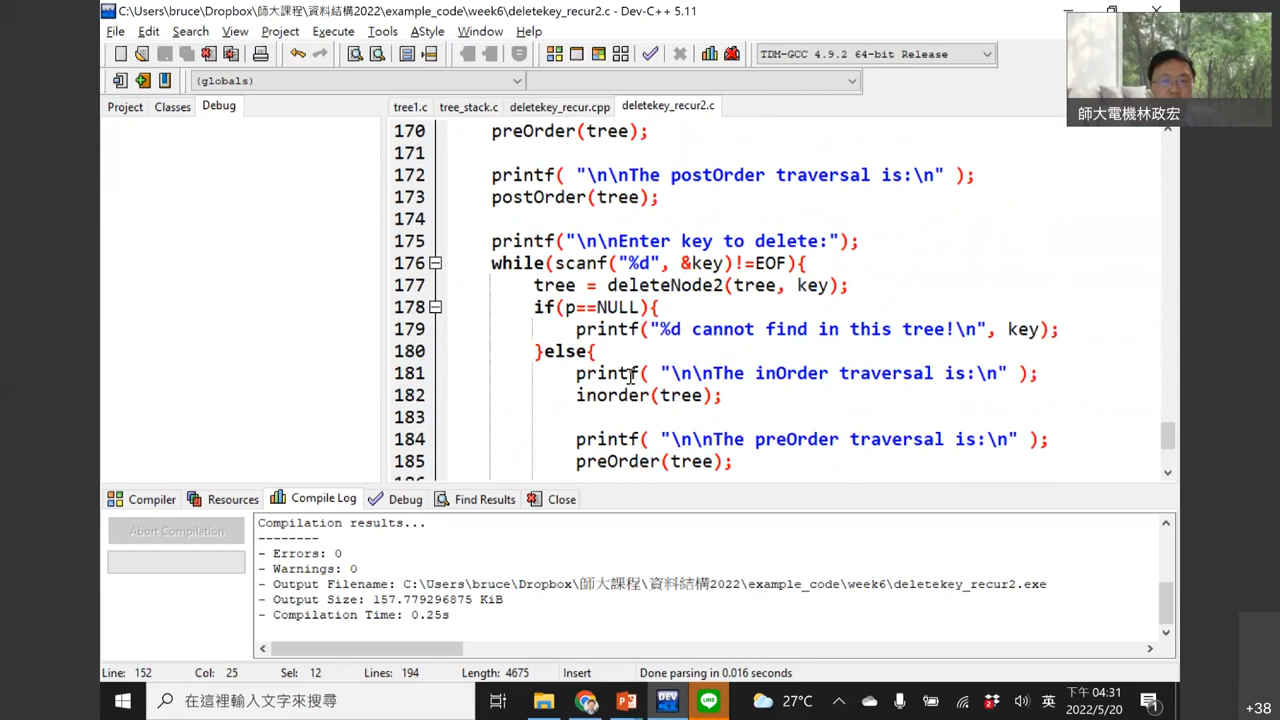 C:\Users\bruce\Dropbox\師大課程\資料結構2022\example_code\week6\deletekey_recur2.c - Dev-C++ 5.11
File Edit Search View Project Execute Tools AStyle Window Help
TDM-GCC 4.9.2 64-bit Release
(globals)
師大電機林政宏
Project Classes Debug
tree1.c tree_stack.c deletekey_recur.cpp deletekey_recur2.c
170 preOrder(tree);
171
172 printf( "\n\nThe postOrder traversal is:\n" );
173 postOrder(tree);
174
175 printf("\n\nEnter key to delete:");
176 while(scanf("%d", &key)!=EOF){
177 tree = deleteNode2(tree, key);
178 if(p==NULL){
179 printf("%d cannot find in this tree!\n", key);
180 }else{
181 printf( "\n\nThe inOrder traversal is:\n" );
182 inorder(tree);
183
184 printf( "\n\nThe preOrder traversal is:\n" );
185 preOrder(tree);
Compiler Resources Compile Log Debug Find Results Close
Abort Compilation
Compilation results...
--------
- Errors: 0
- Warnings: 0
- Output Filename: C:\Users\bruce\Dropbox\師大課程\資料結構2022\example_code\week6\deletekey_recur2.exe
- Output Size: 157.779296875 KiB
- Compilation Time: 0.25s
Line: 152 Col: 25 Sel: 12 Lines: 194 Length: 4675 Insert Done parsing in 0.016 seconds
在這裡輸入文字來搜尋
DEV
LINE
27°C
英
下午 04:31
2022/5/20
1
+38